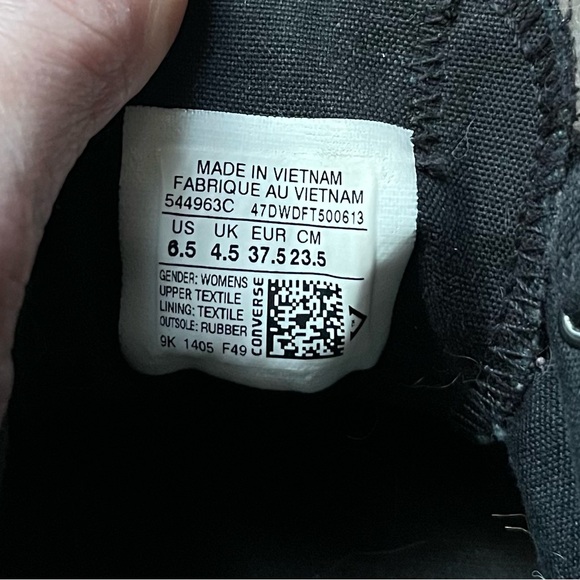 MADE IN VIETNAM
FABRIQUE AU VIETNAM
544963C 47DWDFT500613
US UK EUR CM
6.5 4.5 37.5 23.5
GENDER: WOMENS
UPPER TEXTILE
LINING: TEXTILE
OUTSOLE: RUBBER
9K 1405 F49
CONVERSE